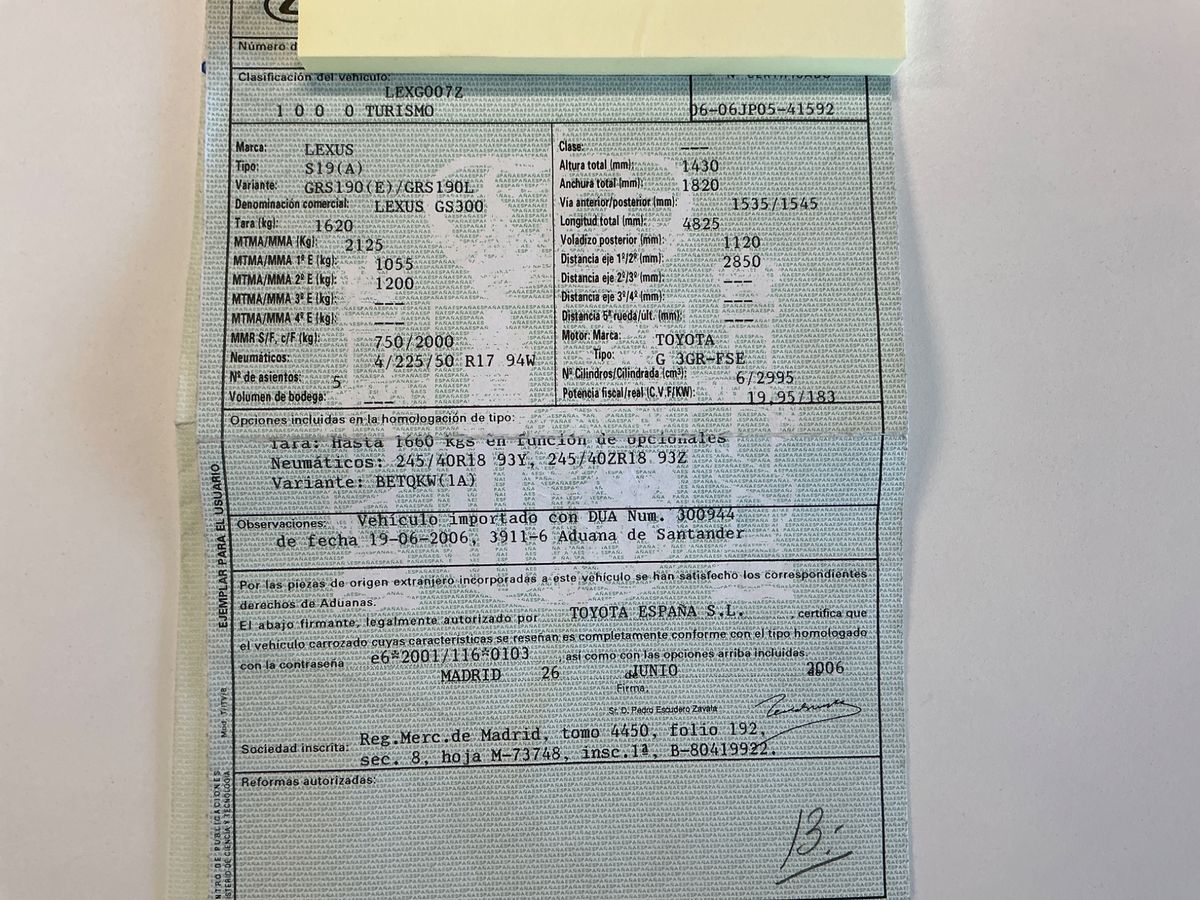 Número d
Clasificación del vehículo:
LEXG007Z
1 0 0 0 TURISMO
Nº CERTIFICADO
06-06JP05-41592
Marca: LEXUS
Tipo: S19(A)
Variante: GRS190(E)/GRS190L
Denominación comercial: LEXUS GS300
Tara (kg): 1620
MTMA/MMA (Kg): 2125
MTMA/MMA 1º E (kg): 1055
MTMA/MMA 2º E (kg): 1200
MTMA/MMA 3º E (kg): ---
MTMA/MMA 4º E (kg): ---
MMR S/F, c/F (kg): 750/2000
Neumáticos: 4/225/50 R17 94W
Nº de asientos: 5
Volumen de bodega: ---
Clase: ---
Altura total (mm): 1430
Anchura total (mm): 1820
Vía anterior/posterior (mm): 1535/1545
Longitud total (mm): 4825
Voladizo posterior (mm): 1120
Distancia eje 1º/2º (mm): 2850
Distancia eje 2º/3º (mm): ---
Distancia eje 3º/4º (mm): ---
Distancia 5ª rueda/ult. (mm): ---
Motor: Marca: TOYOTA
Tipo: G 3GR-FSE
Nº Cilindros/Cilindrada (cm³): 6/2995
Potencia fiscal/real (C.V.F/KW): 19,95/183
Opciones incluidas en la homologación de tipo:
Tara: Hasta 1660 kgs en función de opcionales
Neumáticos: 245/40R18 93Y, 245/40ZR18 93Z
Variante: BETQKW(1A)
Observaciones: Vehículo importado con DUA Num. 300944
de fecha 19-06-2006, 3911-6 Aduana de Santander
Por las piezas de origen extranjero incorporadas a este vehículo se han satisfecho los correspondientes
derechos de Aduanas.
El abajo firmante, legalmente autorizado por TOYOTA ESPAÑA S.L. , certifica que
el vehículo carrozado cuyas características se reseñan es completamente conforme con el tipo homologado
con la contraseña e6*2001/116*0103 , así como con las opciones arriba incluidas.
MADRID 26 de JUNIO de 2006
Firma,
Sr. D. Pedro Escudero Zavala
Sociedad inscrita: Reg.Merc.de Madrid, tomo 4450, folio 192,
sec. 8, hoja M-73748, insc.1ª, B-80419922.
Reformas autorizadas:
13.-
EJEMPLAR PARA EL USUARIO
NTRO DE PUBLICACIONES
ISTERIO DE CIENCIA Y TECNOLOGIA